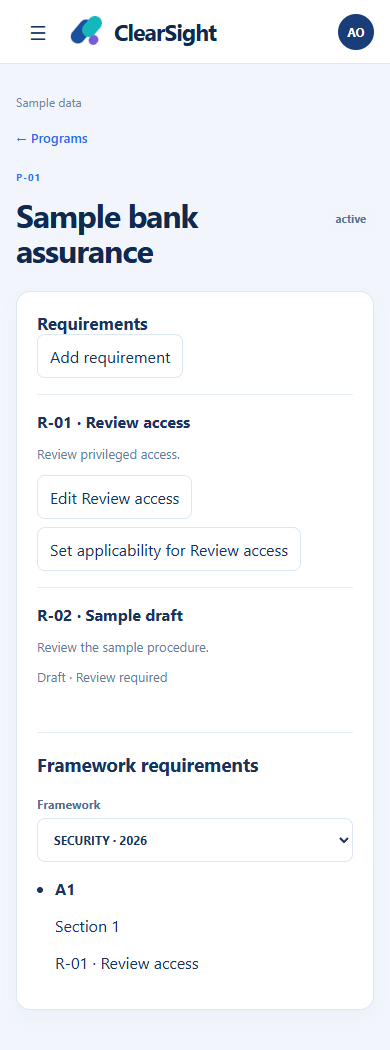 ☰ ClearSight AO
Sample data
← Programs
P-01
Sample bank assurance
active
Requirements
Add requirement
R-01 · Review access
Review privileged access.
Edit Review access
Set applicability for Review access
R-02 · Sample draft
Review the sample procedure.
Draft · Review required
Framework requirements
Framework
SECURITY · 2026
• A1
Section 1
R-01 · Review access